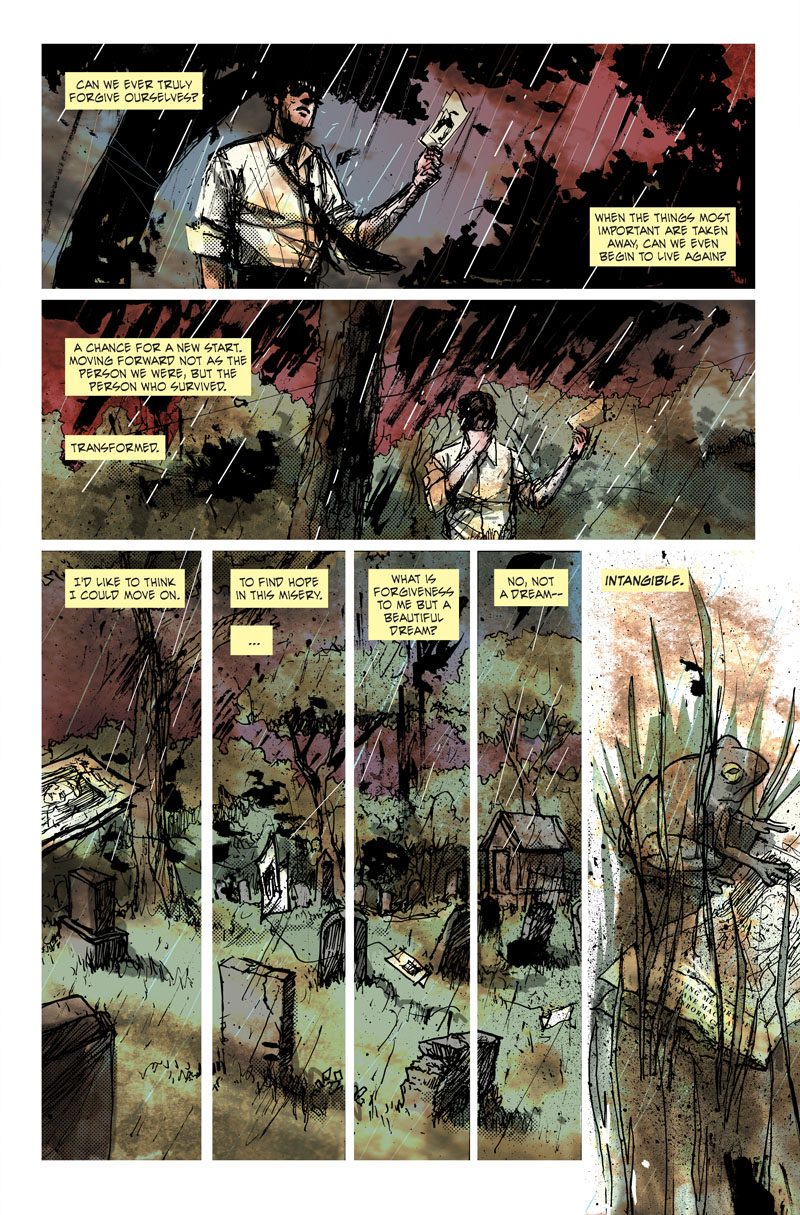 CAN WE EVER TRULY
FORGIVE OURSELVES?
WHEN THE THINGS MOST
IMPORTANT ARE TAKEN
AWAY, CAN WE EVEN
BEGIN TO LIVE AGAIN?
A CHANCE FOR A NEW START.
MOVING FORWARD NOT AS THE
PERSON WE WERE, BUT THE
PERSON WHO SURVIVED.
TRANSFORMED.
I'D LIKE TO THINK
I COULD MOVE ON.
TO FIND HOPE
IN THIS MISERY.
...
WHAT IS
FORGIVENESS
TO ME BUT A
BEAUTIFUL
DREAM?
NO, NOT
A DREAM--
INTANGIBLE.